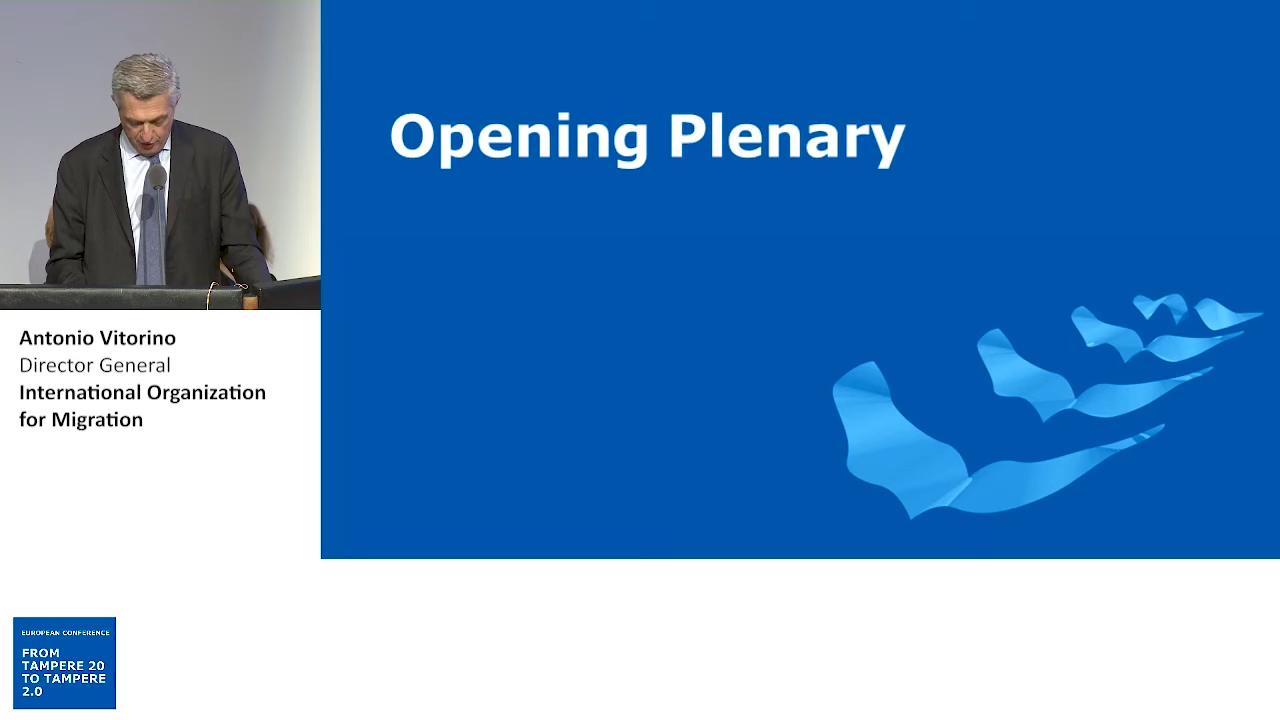 Opening Plenary
Antonio Vitorino
Director General
International Organization
for Migration
EUROPEAN CONFERENCE
FROM
TAMPERE 20
TO TAMPERE
2.0